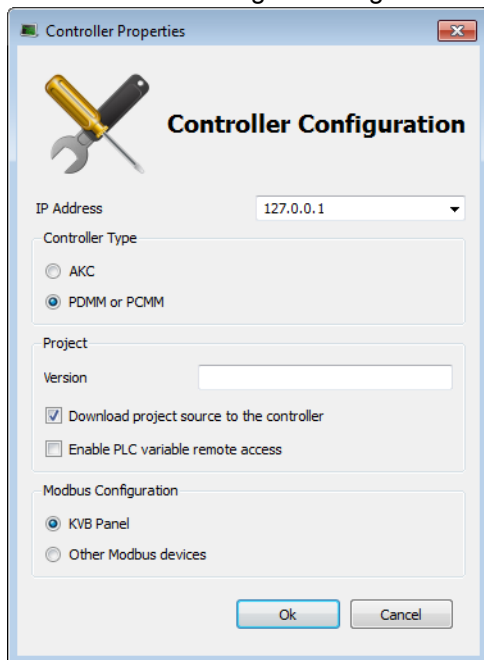 Controller Properties
Controller Configuration
IP Address 127.0.0.1
Controller Type
AKC
PDMM or PCMM
Project
Version
Download project source to the controller
Enable PLC variable remote access
Modbus Configuration
KVB Panel
Other Modbus devices
Ok Cancel